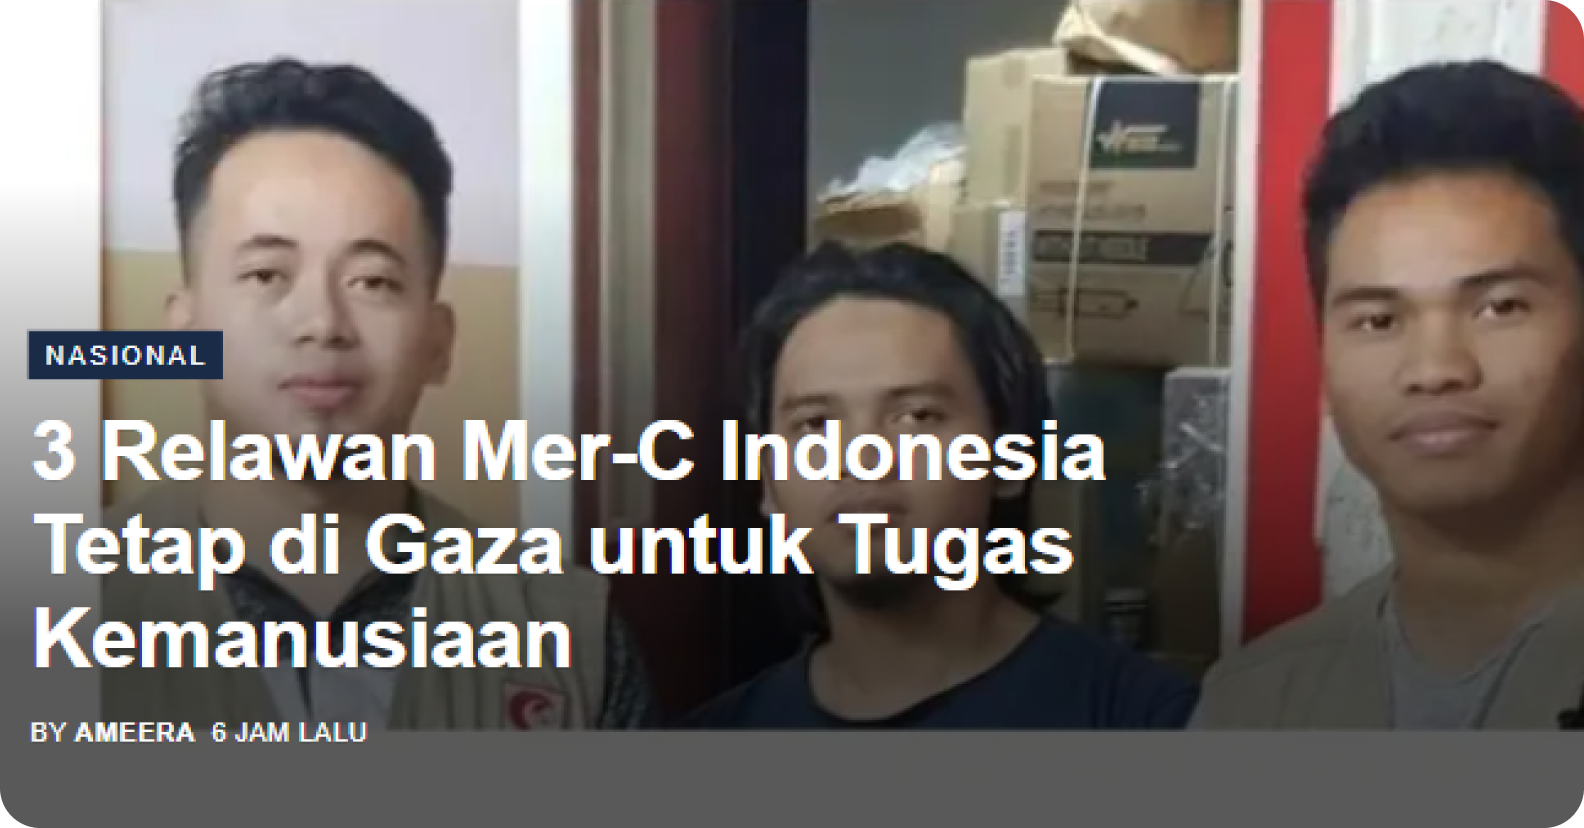 NASIONAL
3 Relawan Mer-C Indonesia
Tetap di Gaza untuk Tugas
Kemanusiaan
BY AMEERA 6 JAM LALU